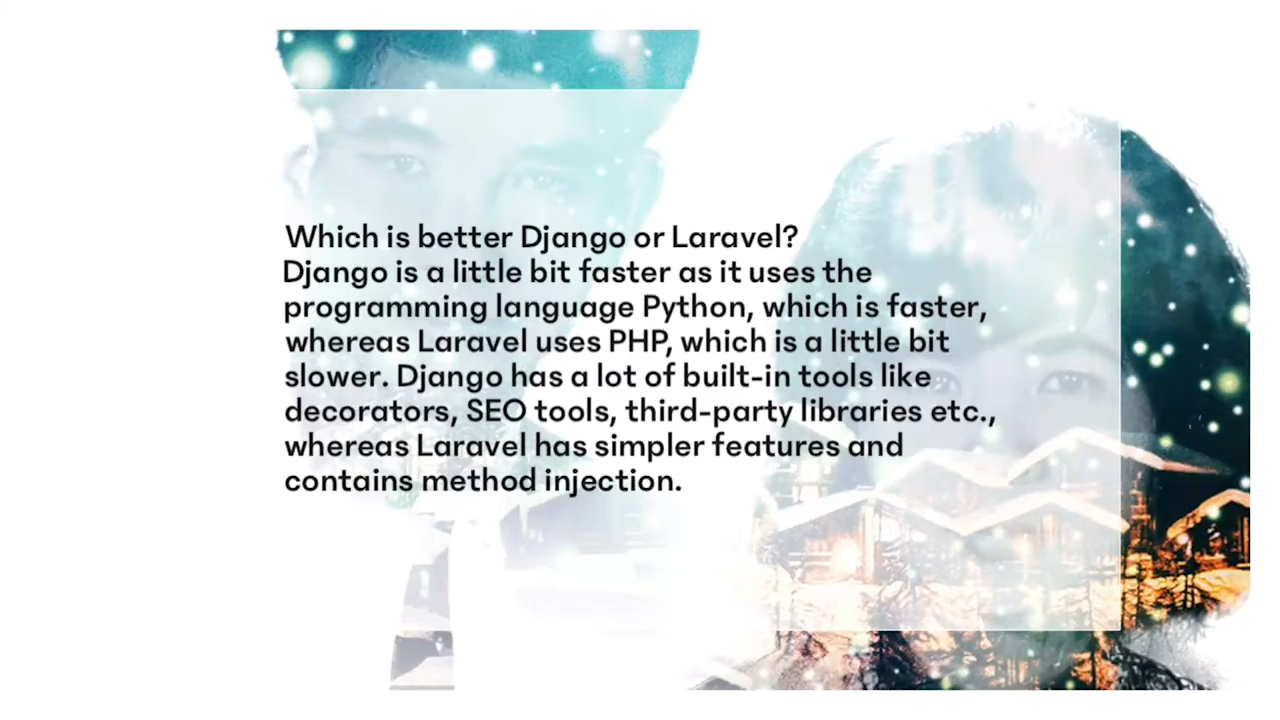 Which is better Django or Laravel?
Django is a little bit faster as it uses the
programming language Python, which is faster,
whereas Laravel uses PHP, which is a little bit
slower. Django has a lot of built-in tools like
decorators, SEO tools, third-party libraries etc.,
whereas Laravel has simpler features and
contains method injection.